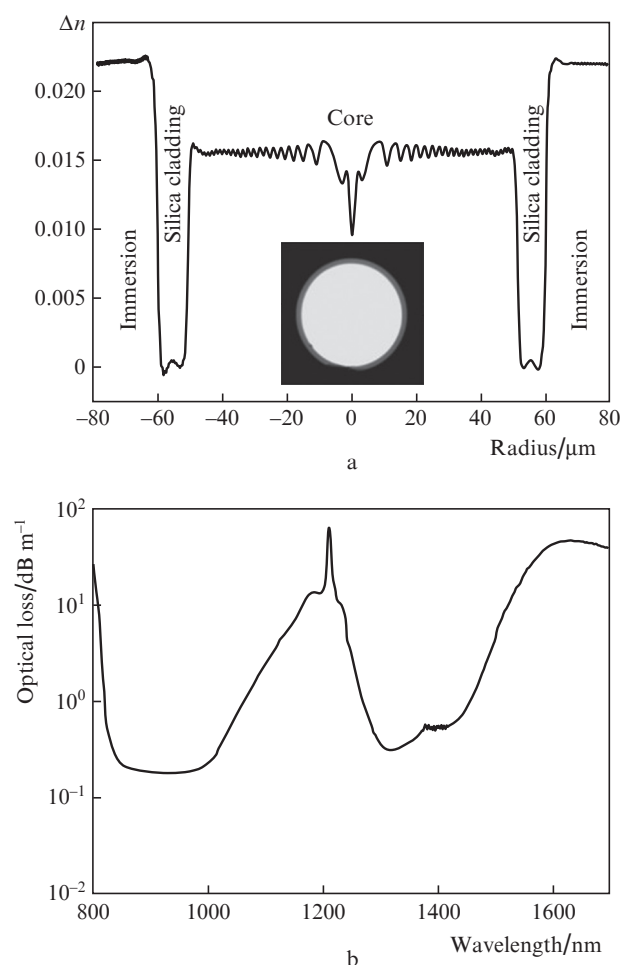 Δn
0.020
0.015
0.010
0.005
0
Immersion
Silica cladding
Core
Silica cladding
Immersion
–80 –60 –40 –20 0 20 40 60 80
Radius/μm
a
Optical loss/dB m⁻¹
10²
10¹
10⁰
10⁻¹
10⁻²
800 1000 1200 1400 1600
Wavelength/nm
b